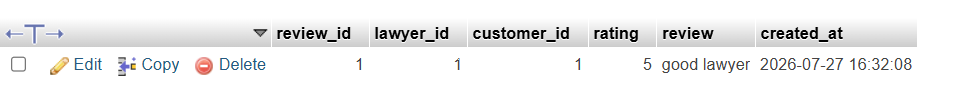 review_id lawyer_id customer_id rating review created_at
Edit Copy Delete 1 1 1 5 good lawyer 2026-07-27 16:32:08